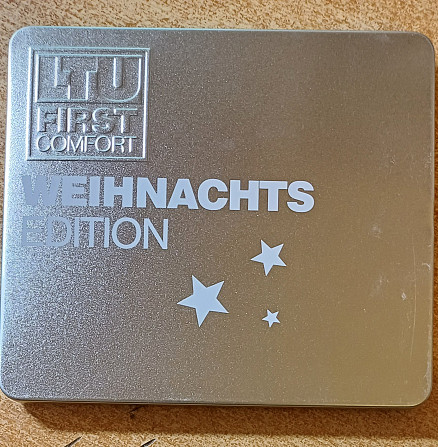 LTU
FIRST
COMFORT
WEIHNACHTS
EDITION